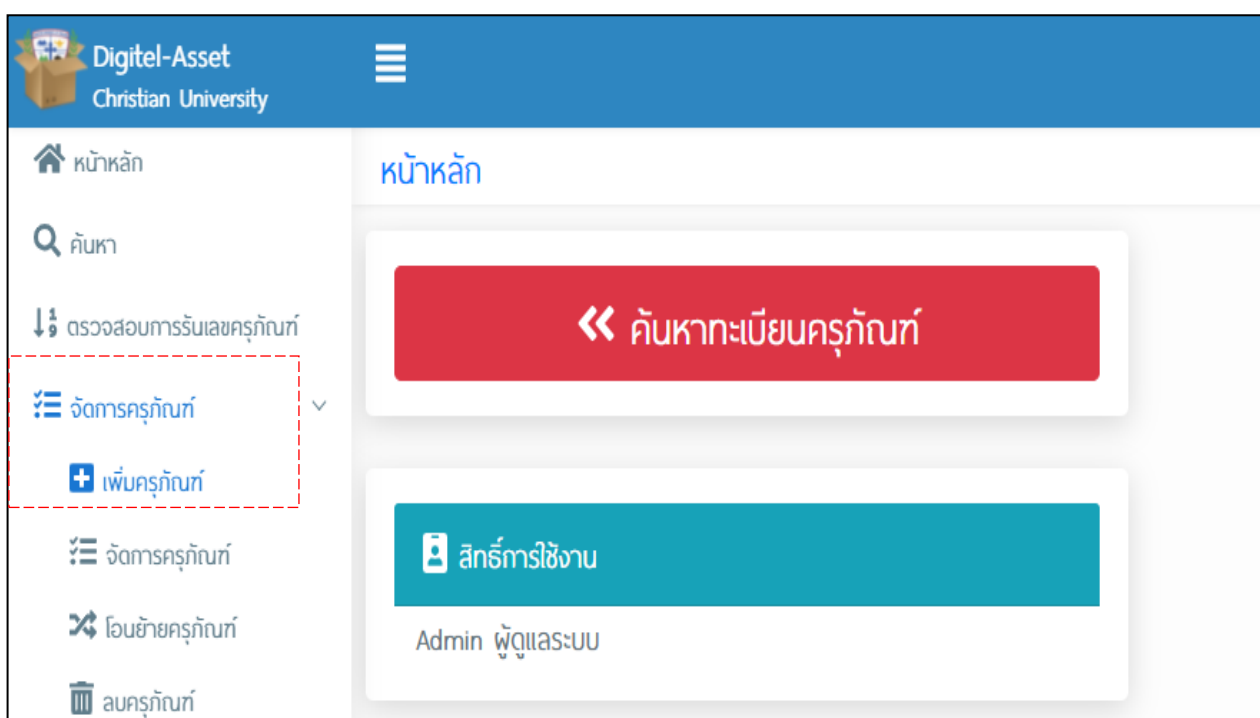 Digitel-Asset
Christian University
หน้าหลัก
ค้นหา
ตรวจสอบการรันเลขครุภัณฑ์
จัดการครุภัณฑ์
เพิ่มครุภัณฑ์
จัดการครุภัณฑ์
โอนย้ายครุภัณฑ์
ลบครุภัณฑ์
หน้าหลัก
ค้นหาทะเบียนครุภัณฑ์
สิทธิ์การใช้งาน
Admin ผู้ดูแลระบบ